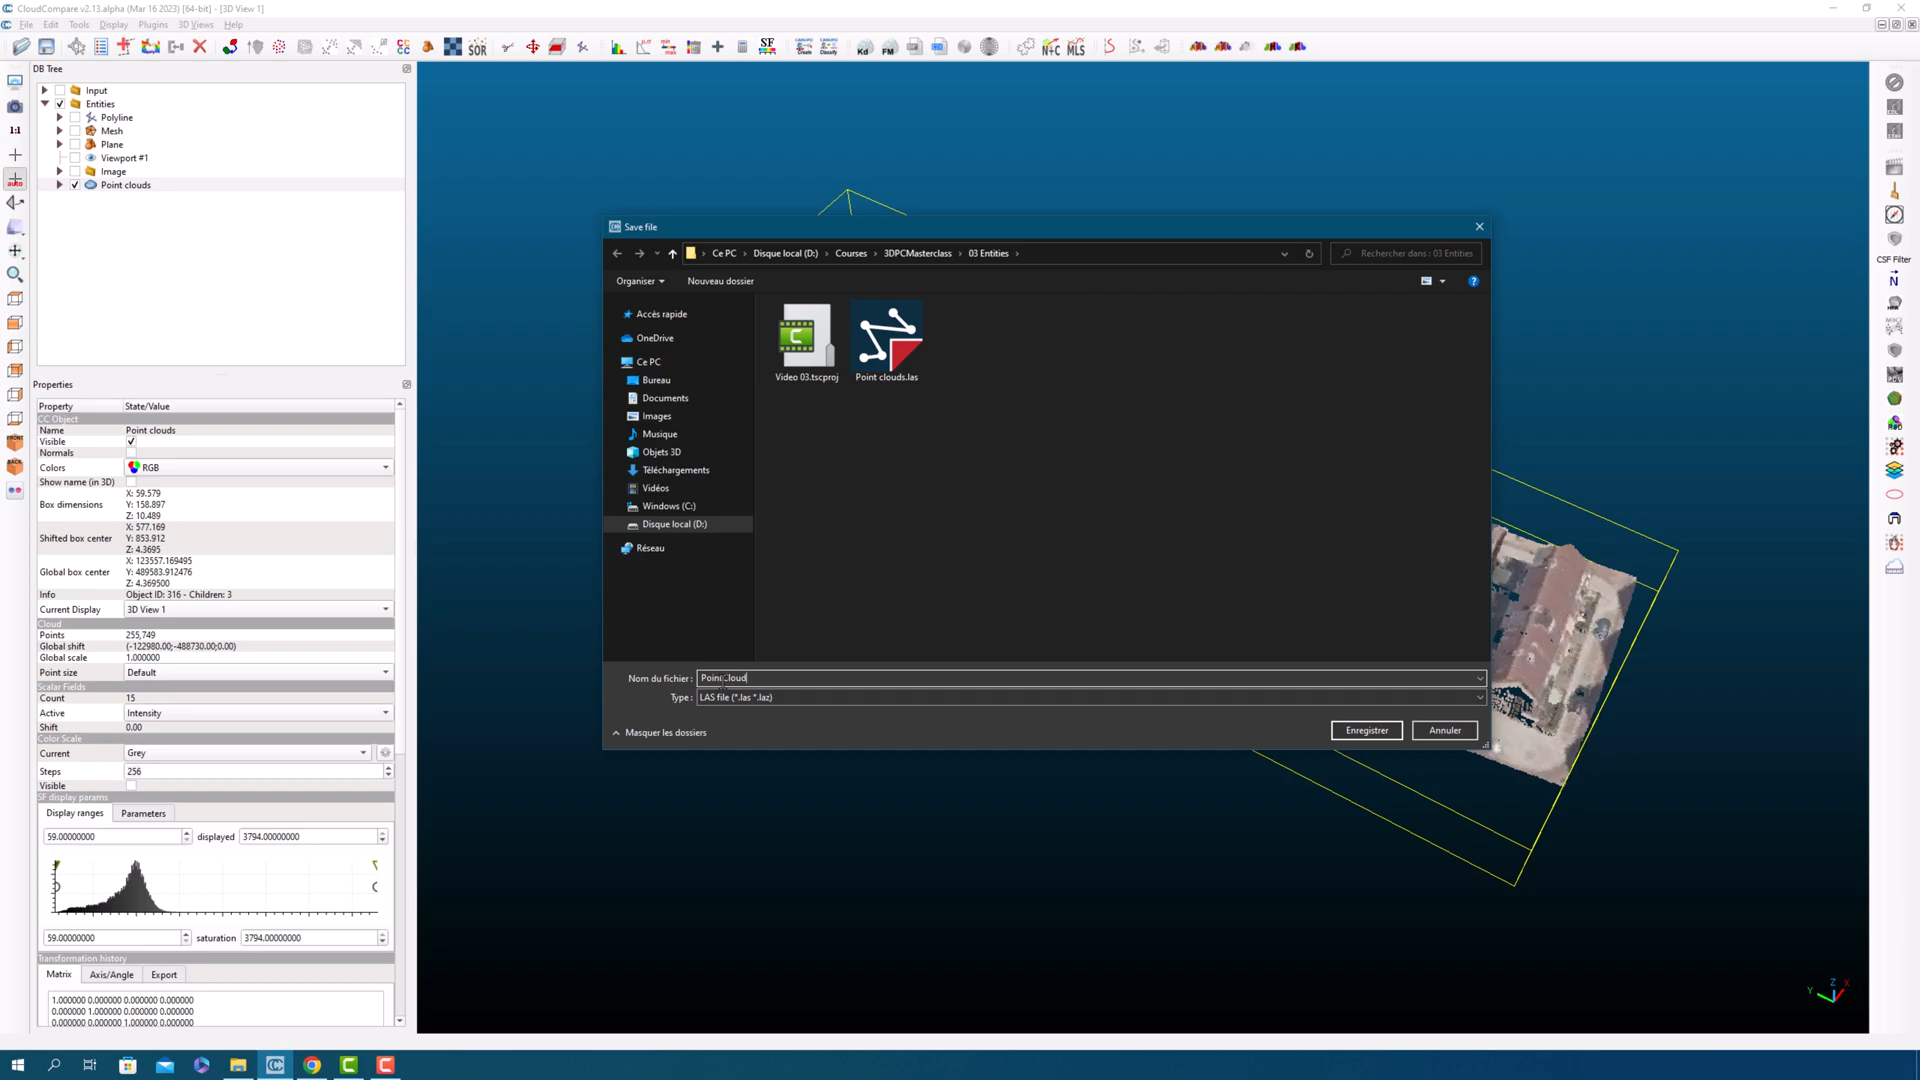 CloudCompare v2.13.alpha (Mar 16 2023) [64-bit] - [3D View 1]
File Edit Tools Display Plugins 3D Views Help
SOR SF Kd FM N+C MLS
DB Tree
Input
Entities
Polyline
Mesh
Plane
Viewport #1
Image
Point clouds
1:1
auto
FRONT
BACK
Properties
Property State/Value
CC Object
Name Point clouds
Visible
Normals
Colors RGB
Show name (in 3D)
Box dimensions
X: 59.579
Y: 158.897
Z: 10.489
Shifted box center
X: 577.169
Y: 853.912
Z: 4.3695
Global box center
X: 123557.169495
Y: 489583.912476
Z: 4.369500
Info Object ID: 316 - Children: 3
Current Display 3D View 1
Cloud
Points 255,749
Global shift (-122980.00;-488730.00;0.00)
Global scale 1.000000
Point size Default
Scalar Fields
Count 15
Active Intensity
Shift 0.00
Color Scale
Current Grey
Steps 256
Visible
SF display params
Display ranges Parameters
59.00000000 displayed 3794.00000000
59.00000000 saturation 3794.00000000
Transformation history
Matrix Axis/Angle Export
1.000000 0.000000 0.000000 0.000000
0.000000 1.000000 0.000000 0.000000
0.000000 0.000000 1.000000 0.000000
Save file
Ce PC > Disque local (D:) > Courses > 3DPCMasterclass > 03 Entities >
Rechercher dans : 03 Entities
Organiser Nouveau dossier
Accès rapide
OneDrive
Ce PC
Bureau
Documents
Images
Musique
Objets 3D
Téléchargements
Vidéos
Windows (C:)
Disque local (D:)
Réseau
Video 03.tscproj
Point clouds.las
Nom du fichier :
Type : LAS file (*.las *.laz)
Masquer les dossiers
Enregistrer Annuler
CSF Filter
N
Z X
Y